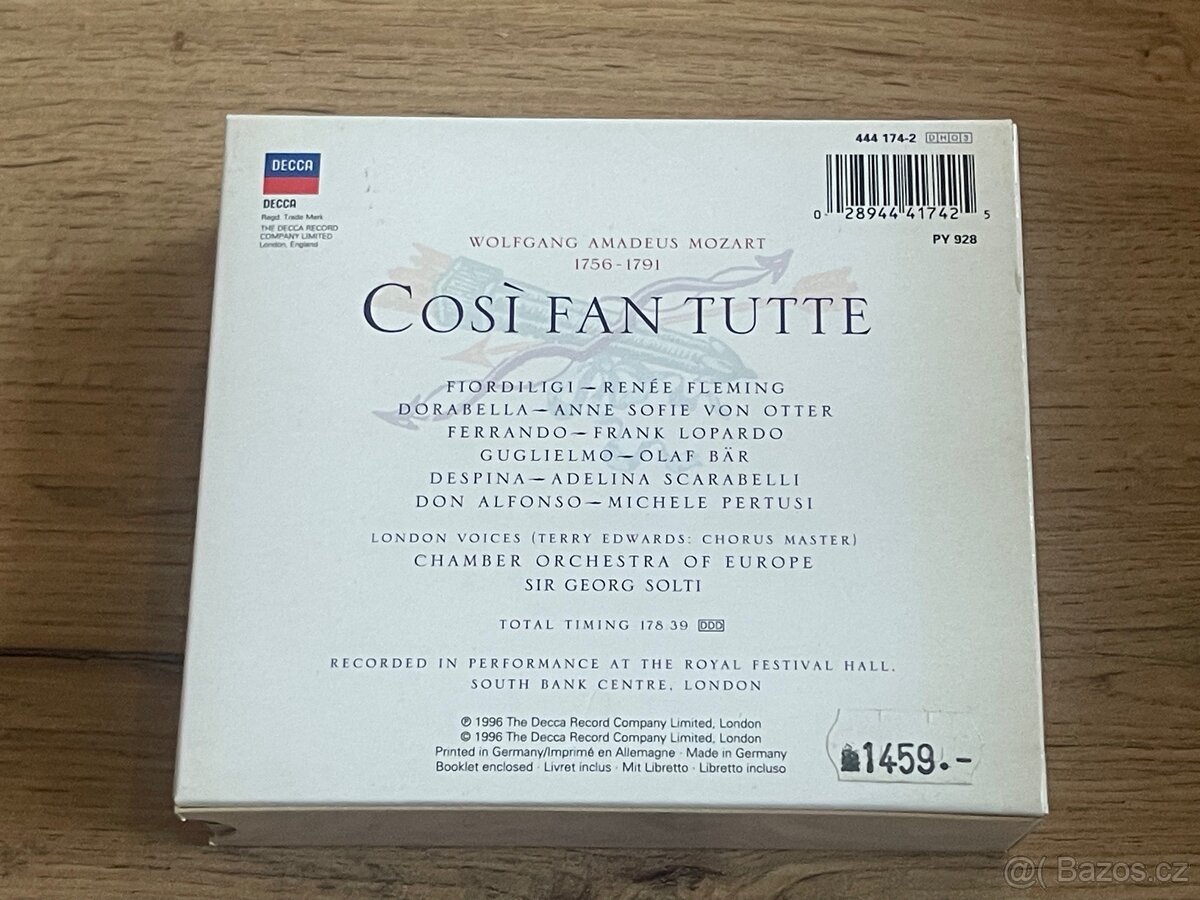 444 174-2 DHO3
DECCA
DECCA
Regd. Trade Mark
THE DECCA RECORD
COMPANY LIMITED
London, England
0 28944 41742 5
PY 928
WOLFGANG AMADEUS MOZART
1756-1791
COSÌ FAN TUTTE
FIORDILIGI—RENÉE FLEMING
DORABELLA—ANNE SOFIE VON OTTER
FERRANDO—FRANK LOPARDO
GUGLIELMO—OLAF BÄR
DESPINA—ADELINA SCARABELLI
DON ALFONSO—MICHELE PERTUSI
LONDON VOICES (TERRY EDWARDS: CHORUS MASTER)
CHAMBER ORCHESTRA OF EUROPE
SIR GEORG SOLTI
TOTAL TIMING 178.39 DDD
RECORDED IN PERFORMANCE AT THE ROYAL FESTIVAL HALL,
SOUTH BANK CENTRE, LONDON
℗ 1996 The Decca Record Company Limited, London
© 1996 The Decca Record Company Limited, London
Printed in Germany/Imprimé en Allemagne · Made in Germany
Booklet enclosed · Livret inclus · Mit Libretto · Libretto incluso
1459.-
@( Bazos.cz